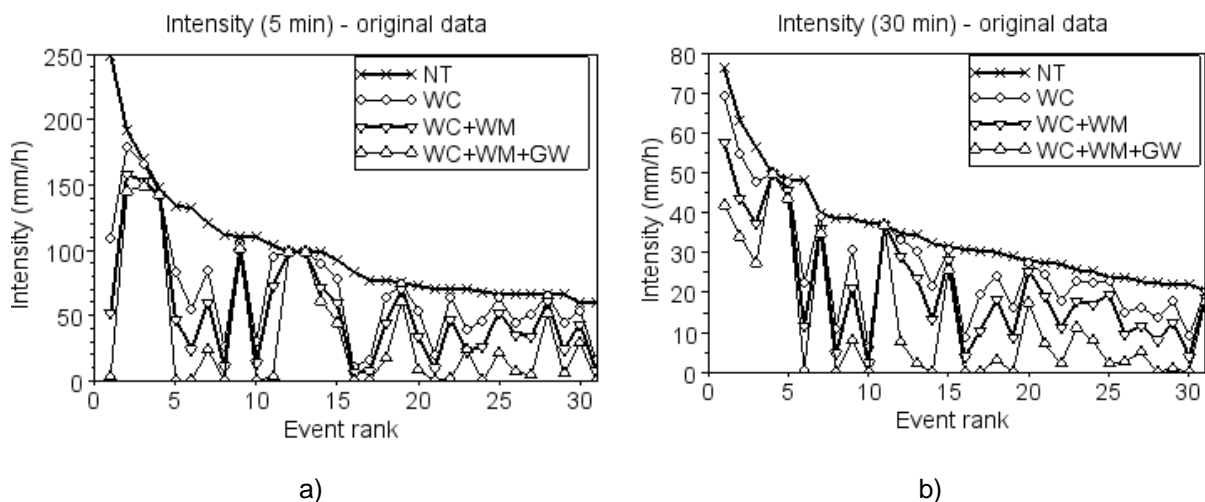 Intensity (5 min) - original data
250
200
150
100
50
0
Intensity (mm/h)
NT
WC
WC+WM
WC+WM+GW
0 5 10 15 20 25 30
Event rank
a)
Intensity (30 min) - original data
80
70
60
50
40
30
20
10
0
Intensity (mm/h)
NT
WC
WC+WM
WC+WM+GW
0 5 10 15 20 25 30
Event rank
b)